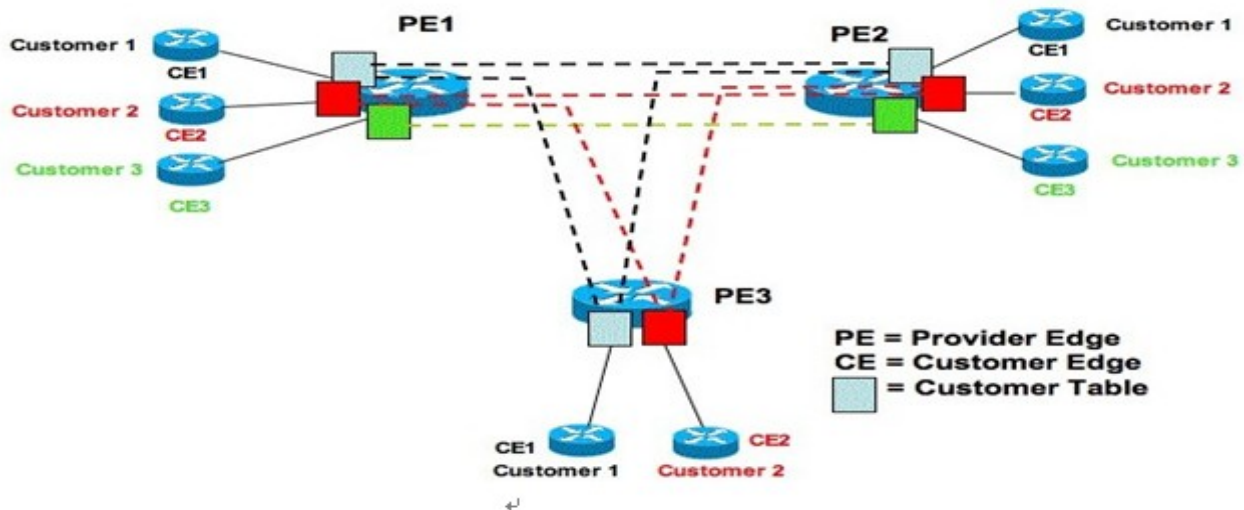 PE1
PE2
Customer 1
CE1
Customer 2
CE2
Customer 3
CE3
Customer 1
CE1
Customer 2
CE2
Customer 3
CE3
PE3
PE = Provider Edge
CE = Customer Edge
= Customer Table
CE1
Customer 1
CE2
Customer 2